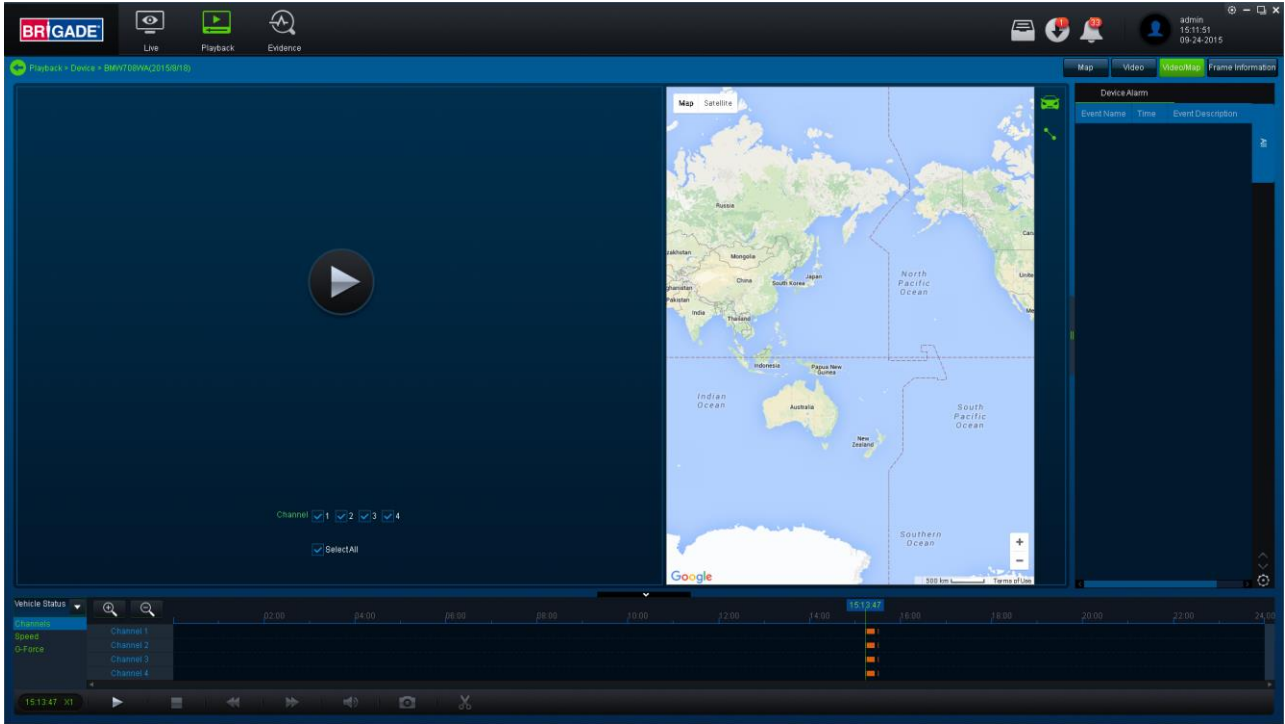 BRIGADE
Live
Playback
Evidence
1
23
admin
15:11:51
09-24-2015
Playback > Device > BMW708WA(2015/9/18)
Map
Video
Video/Map
Frame Information
Map
Satellite
Device Alarm
Event Name
Time
Event Description
All
Russia
Mongolia
China
South Korea
Japan
India
Thailand
North
Pacific
Ocean
Indonesia
Papua New
Guinea
Indian
Ocean
Australia
New
Zealand
South
Pacific
Ocean
Southern
Ocean
Channel
1
2
3
4
SelectAll
Google
500 km
Terms of Use
Vehicle Status
Channels
Speed
G-Force
02:00
04:00
06:00
08:00
10:00
12:00
14:00
15:13:47
16:00
18:00
20:00
22:00
24:00
Channel 1
Channel 2
Channel 3
Channel 4
15:13:47 X1